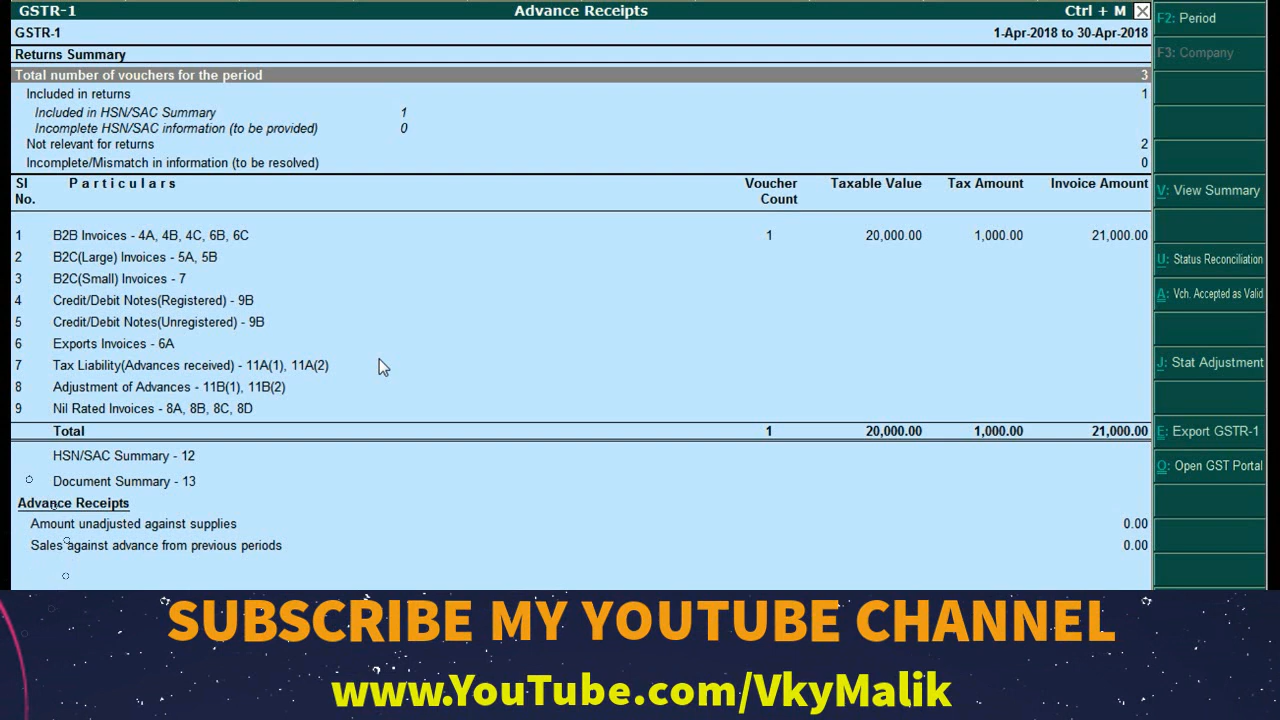 GSTR-1 Advance Receipts Ctrl + M
GSTR-1 1-Apr-2018 to 30-Apr-2018
Returns Summary
Total number of vouchers for the period 3
Included in returns 1
Included in HSN/SAC Summary 1
Incomplete HSN/SAC information (to be provided) 0
Not relevant for returns 2
Incomplete/Mismatch in information (to be resolved) 0
Sl Particulars Voucher Taxable Value Tax Amount Invoice Amount
No. Count
1 B2B Invoices - 4A, 4B, 4C, 6B, 6C 1 20,000.00 1,000.00 21,000.00
2 B2C(Large) Invoices - 5A, 5B
3 B2C(Small) Invoices - 7
4 Credit/Debit Notes(Registered) - 9B
5 Credit/Debit Notes(Unregistered) - 9B
6 Exports Invoices - 6A
7 Tax Liability(Advances received) - 11A(1), 11A(2)
8 Adjustment of Advances - 11B(1), 11B(2)
9 Nil Rated Invoices - 8A, 8B, 8C, 8D
Total 1 20,000.00 1,000.00 21,000.00
HSN/SAC Summary - 12
Document Summary - 13
Advance Receipts
Amount unadjusted against supplies 0.00
Sales against advance from previous periods 0.00
F2: Period
F3: Company
V: View Summary
U: Status Reconciliation
A: Vch. Accepted as Valid
J: Stat Adjustment
E: Export GSTR-1
O: Open GST Portal
SUBSCRIBE MY YOUTUBE CHANNEL
www.YouTube.com/VkyMalik